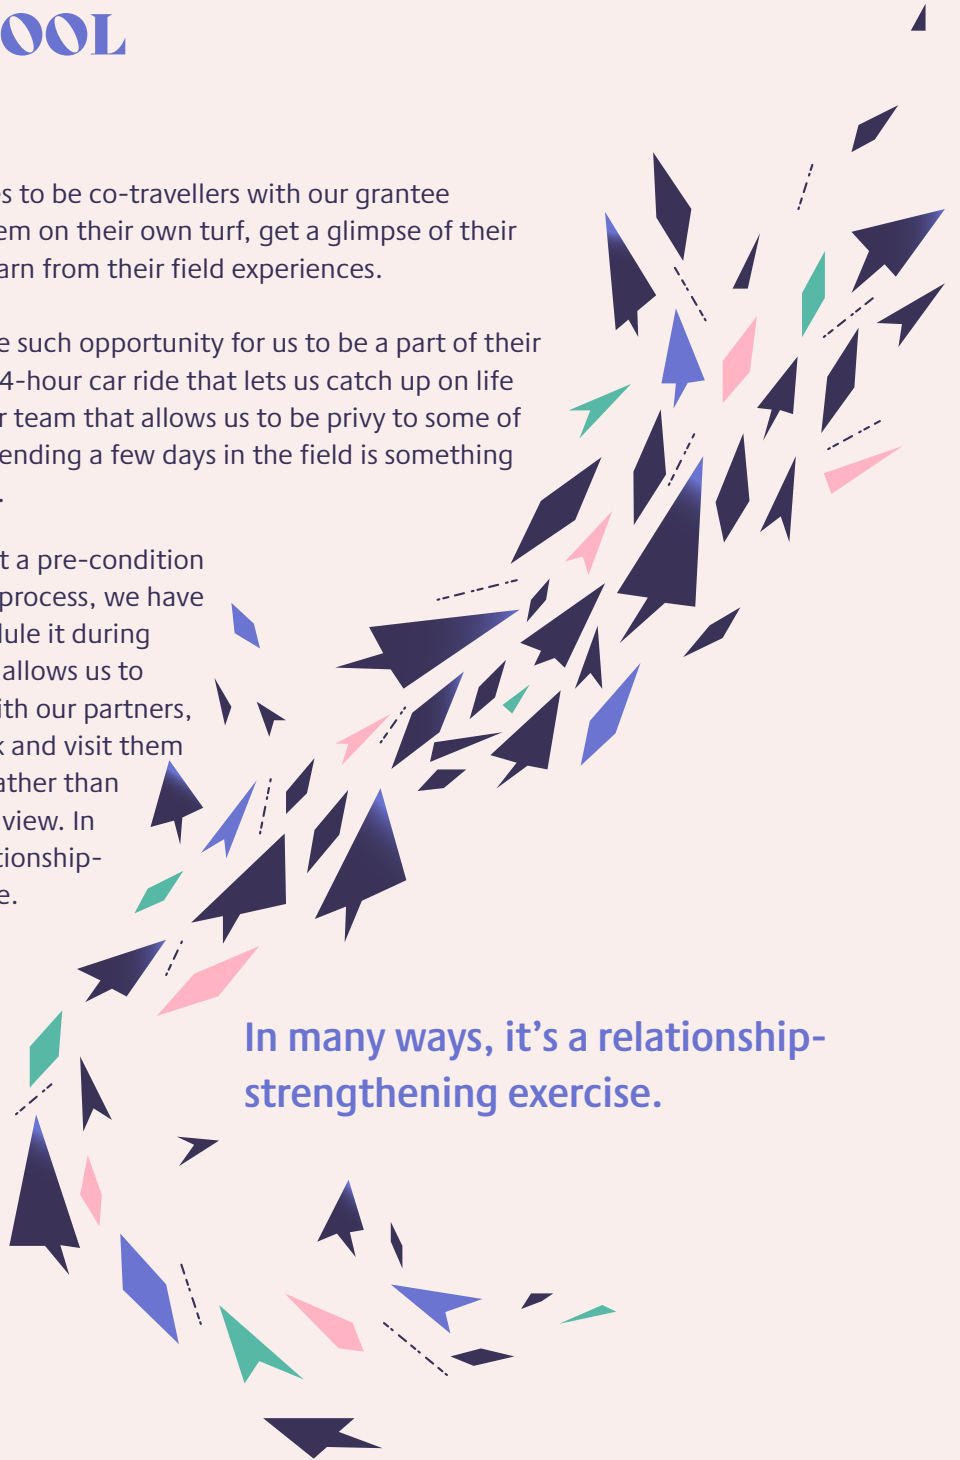 OOL
es to be co-travellers with our grantee
em on their own turf, get a glimpse of their
arn from their field experiences.
e such opportunity for us to be a part of their
4-hour car ride that lets us catch up on life
r team that allows us to be privy to some of
ending a few days in the field is something
.
t a pre-condition
process, we have
lule it during
allows us to
ith our partners,
k and visit them
ather than
view. In
tionship-
e.
In many ways, it’s a relationship-
strengthening exercise.